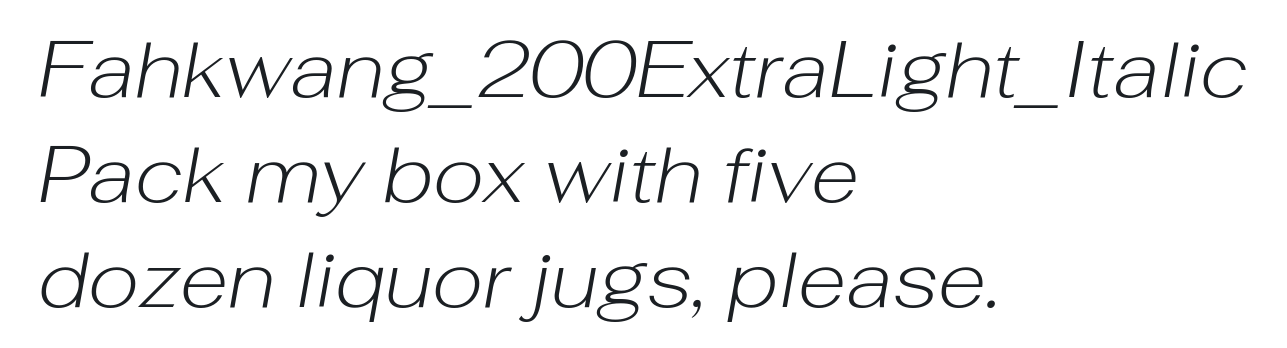 Fahkwang_200ExtraLight_Italic
Pack my box with five
dozen liquor jugs, please.